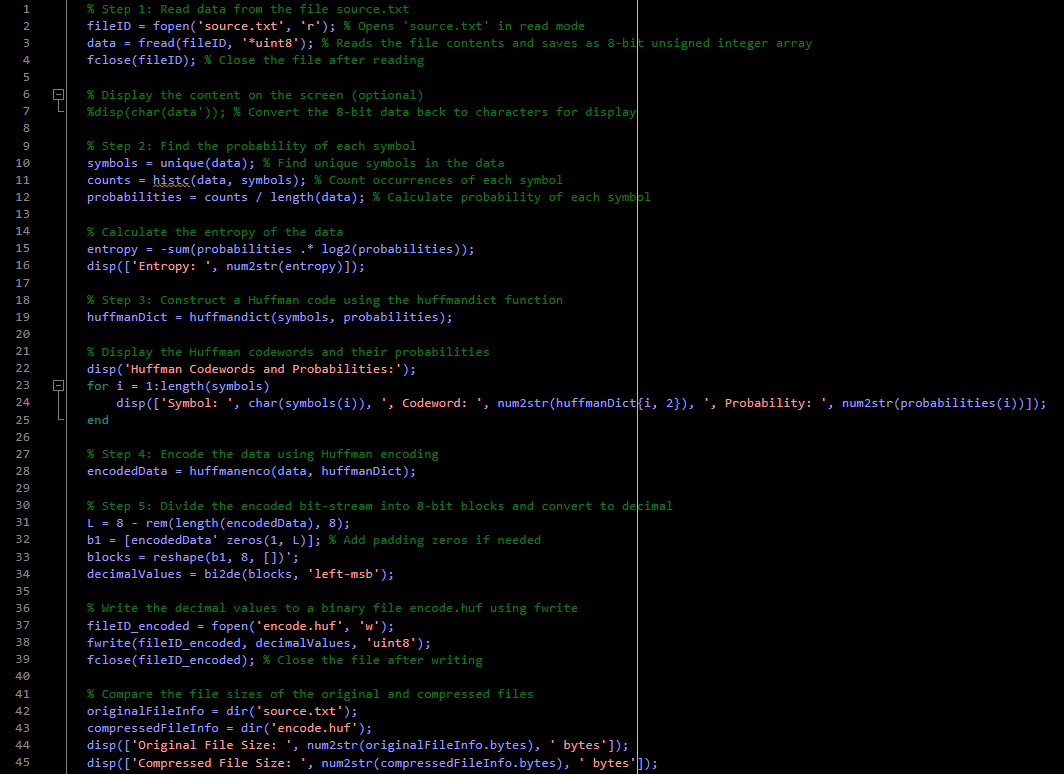 1 % Step 1: Read data from the file source.txt
2 fileID = fopen('source.txt', 'r'); % Opens 'source.txt' in read mode
3 data = fread(fileID, '*uint8'); % Reads the file contents and saves as 8-bit unsigned integer array
4 fclose(fileID); % Close the file after reading
5
6 % Display the content on the screen (optional)
7 %disp(char(data')); % Convert the 8-bit data back to characters for display
8
9 % Step 2: Find the probability of each symbol
10 symbols = unique(data); % Find unique symbols in the data
11 counts = histc(data, symbols); % Count occurrences of each symbol
12 probabilities = counts / length(data); % Calculate probability of each symbol
13
14 % Calculate the entropy of the data
15 entropy = -sum(probabilities .* log2(probabilities));
16 disp(['Entropy: ', num2str(entropy)]);
17
18 % Step 3: Construct a Huffman code using the huffmandict function
19 huffmanDict = huffmandict(symbols, probabilities);
20
21 % Display the Huffman codewords and their probabilities
22 disp('Huffman Codewords and Probabilities:');
23 for i = 1:length(symbols)
24     disp(['Symbol: ', char(symbols(i)), ', Codeword: ', num2str(huffmanDict{i, 2}), ', Probability: ', num2str(probabilities(i))]);
25 end
26
27 % Step 4: Encode the data using Huffman encoding
28 encodedData = huffmanenco(data, huffmanDict);
29
30 % Step 5: Divide the encoded bit-stream into 8-bit blocks and convert to decimal
31 L = 8 - rem(length(encodedData), 8);
32 b1 = [encodedData' zeros(1, L)]; % Add padding zeros if needed
33 blocks = reshape(b1, 8, [])';
34 decimalValues = bi2de(blocks, 'left-msb');
35
36 % Write the decimal values to a binary file encode.huf using fwrite
37 fileID_encoded = fopen('encode.huf', 'w');
38 fwrite(fileID_encoded, decimalValues, 'uint8');
39 fclose(fileID_encoded); % Close the file after writing
40
41 % Compare the file sizes of the original and compressed files
42 originalFileInfo = dir('source.txt');
43 compressedFileInfo = dir('encode.huf');
44 disp(['Original File Size: ', num2str(originalFileInfo.bytes), ' bytes']);
45 disp(['Compressed File Size: ', num2str(compressedFileInfo.bytes), ' bytes']);